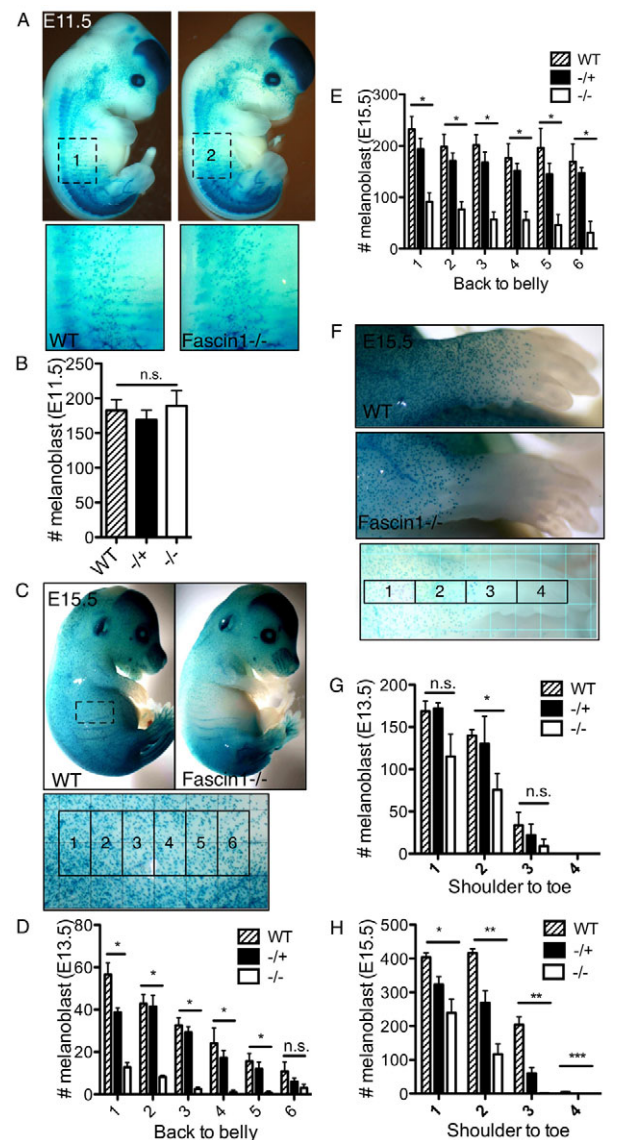 A
E11.5
1
2
WT
Fascin1-/-
B
# melanoblast (E11.5)
250
200
150
100
50
0
n.s.
WT
-/+
-/-
C
E15.5
WT
Fascin1-/-
1 2 3 4 5 6
D
# melanoblast (E13.5)
80
60
40
20
0
* * * * * n.s.
WT
-/+
-/-
1 2 3 4 5 6
Back to belly
E
# melanoblast (E15.5)
300
200
100
0
* * * * * *
WT
-/+
-/-
1 2 3 4 5 6
Back to belly
F
E15.5
WT
Fascin1-/-
1 2 3 4
G
# melanoblast (E13.5)
200
150
100
50
0
n.s. * n.s.
WT
-/+
-/-
1 2 3 4
Shoulder to toe
H
# melanoblast (E15.5)
500
400
300
200
100
0
* ** ** ***
WT
-/+
-/-
1 2 3 4
Shoulder to toe